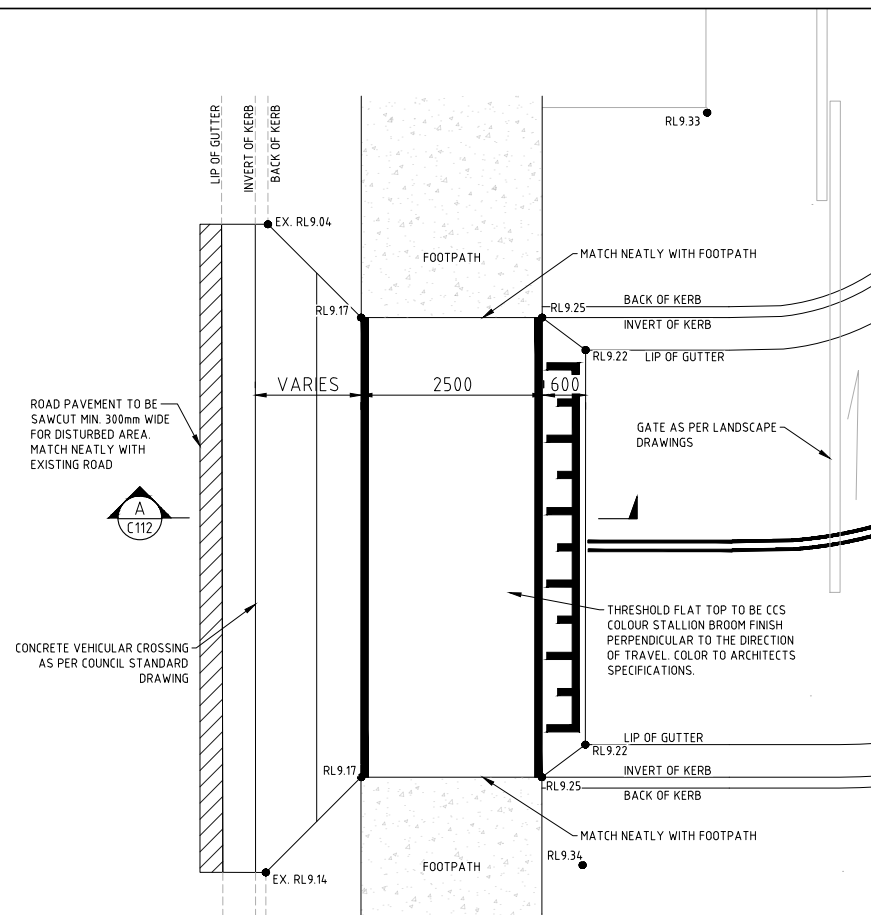 LIP OF GUTTER
INVERT OF KERB
BACK OF KERB
RL9.33
EX. RL9.04
FOOTPATH
MATCH NEATLY WITH FOOTPATH
RL9.17
RL9.25
BACK OF KERB
INVERT OF KERB
RL9.22
LIP OF GUTTER
VARIES
2500
600
ROAD PAVEMENT TO BE
SAWCUT MIN. 300mm WIDE
FOR DISTURBED AREA.
MATCH NEATLY WITH
EXISTING ROAD
GATE AS PER LANDSCAPE
DRAWINGS
A
C112
THRESHOLD FLAT TOP TO BE CCS
COLOUR STALLION BROOM FINISH
PERPENDICULAR TO THE DIRECTION
OF TRAVEL. COLOR TO ARCHITECTS
SPECIFICATIONS.
CONCRETE VEHICULAR CROSSING
AS PER COUNCIL STANDARD
DRAWING
LIP OF GUTTER
RL9.22
RL9.17
INVERT OF KERB
RL9.25
BACK OF KERB
MATCH NEATLY WITH FOOTPATH
RL9.34
FOOTPATH
EX. RL9.14